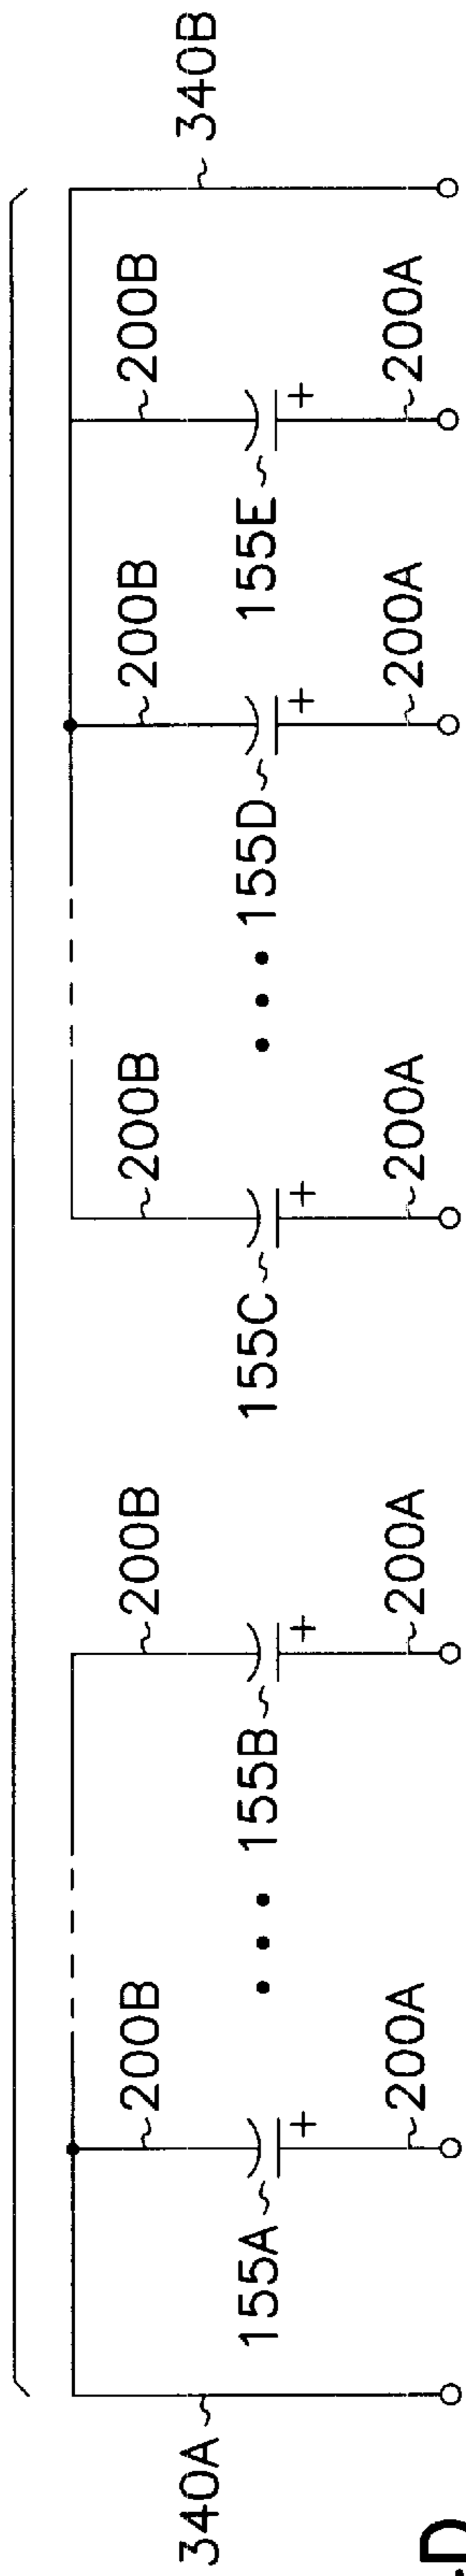 200B 200B 200B 200B 200B
340A 340B
155A ••• 155B 155C ••• 155D 155E
+ + + + +
200A 200A 200A 200A 200A
D